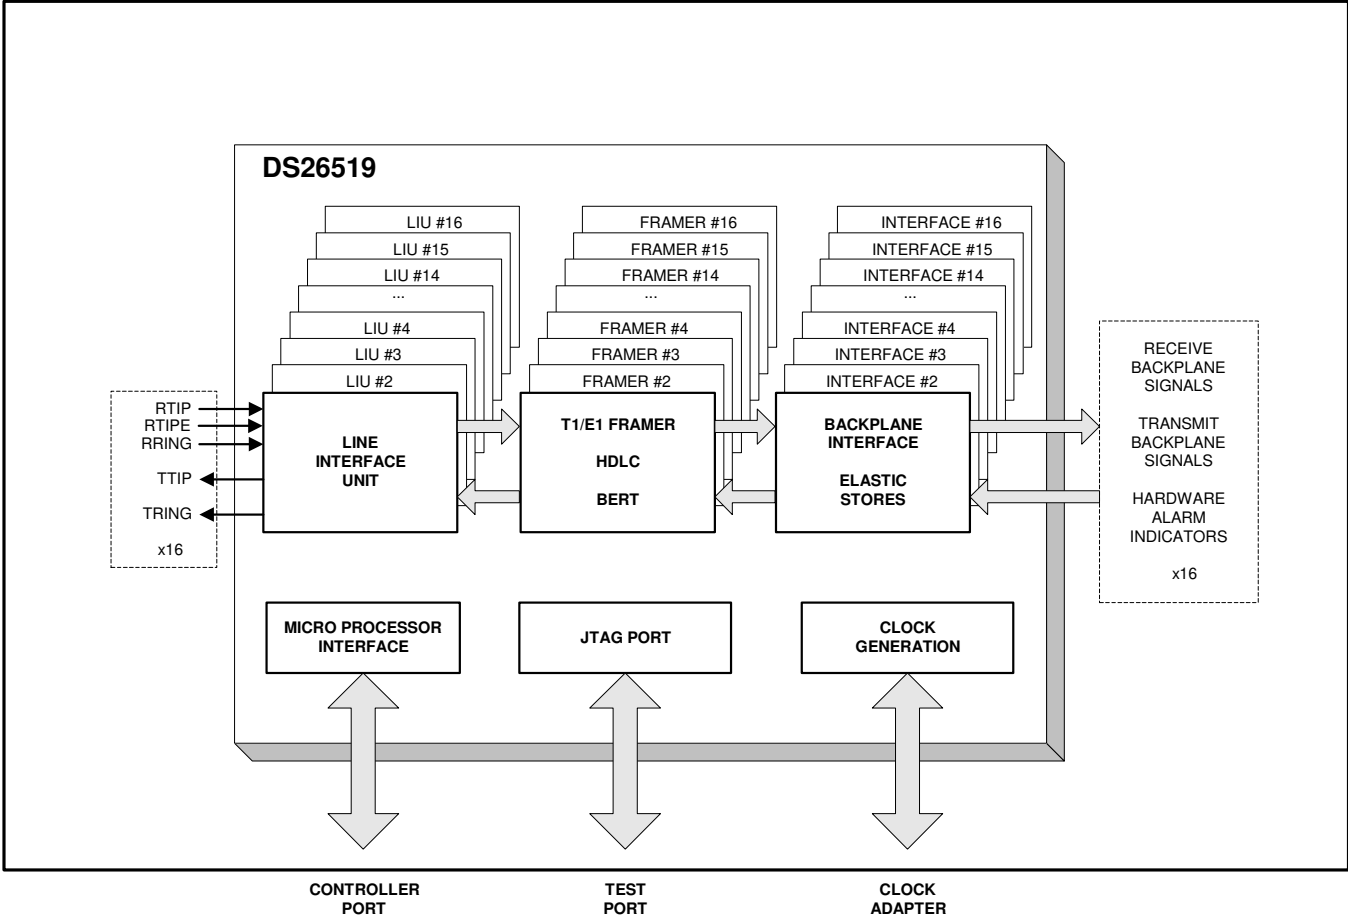 DS26519
LIU #16
LIU #15
LIU #14
...
LIU #4
LIU #3
LIU #2
LINE
INTERFACE
UNIT
FRAMER #16
FRAMER #15
FRAMER #14
...
FRAMER #4
FRAMER #3
FRAMER #2
T1/E1 FRAMER
HDLC
BERT
INTERFACE #16
INTERFACE #15
INTERFACE #14
...
INTERFACE #4
INTERFACE #3
INTERFACE #2
BACKPLANE
INTERFACE
ELASTIC
STORES
RTIP
RTIPE
RRING
TTIP
TRING
x16
RECEIVE
BACKPLANE
SIGNALS
TRANSMIT
BACKPLANE
SIGNALS
HARDWARE
ALARM
INDICATORS
x16
MICRO PROCESSOR
INTERFACE
JTAG PORT
CLOCK
GENERATION
CONTROLLER
PORT
TEST
PORT
CLOCK
ADAPTER